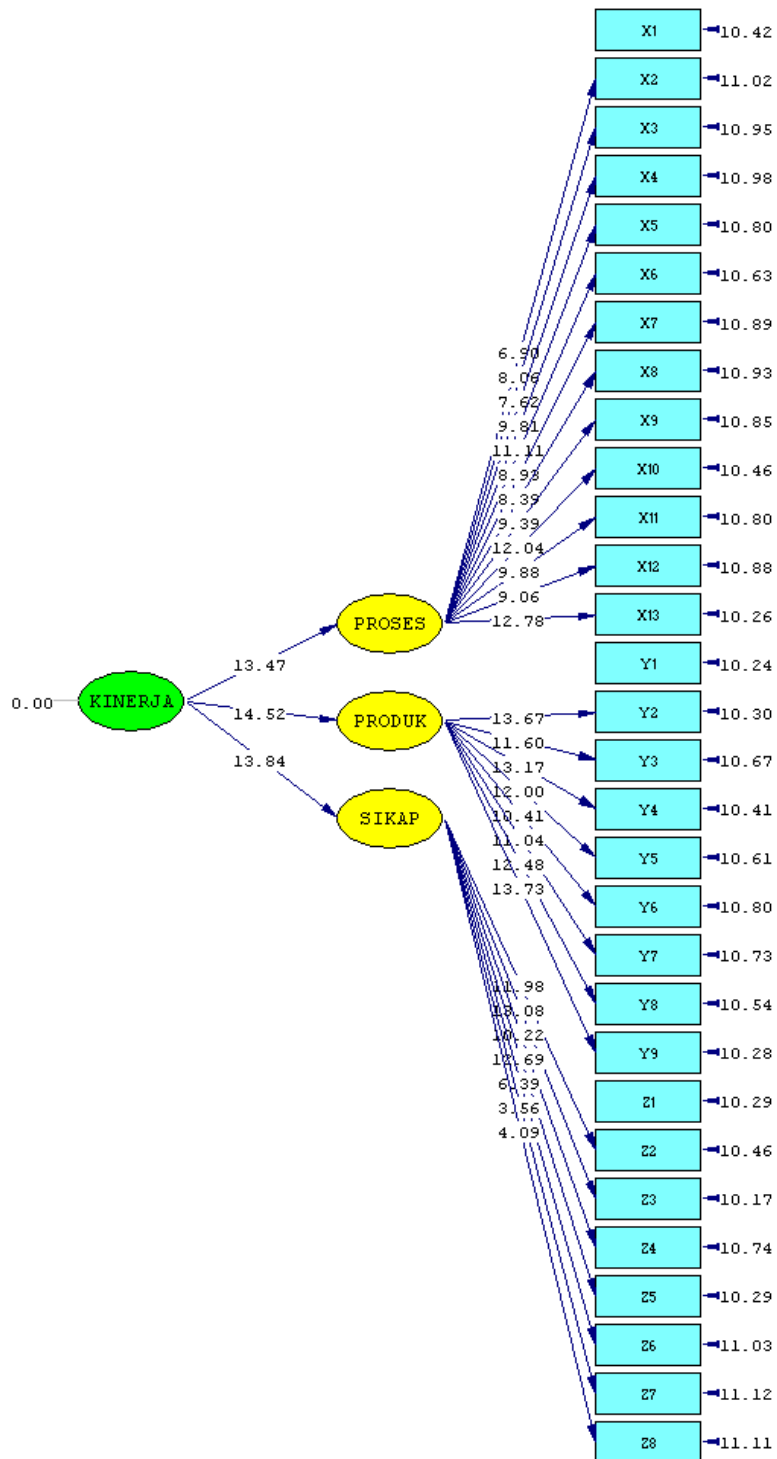 X1 10.42
X2 11.02
X3 10.95
X4 10.98
X5 10.80
X6 10.63
X7 10.89
X8 10.93
X9 10.85
X10 10.46
X11 10.80
X12 10.88
X13 10.26
Y1 10.24
Y2 10.30
Y3 10.67
Y4 10.41
Y5 10.61
Y6 10.80
Y7 10.73
Y8 10.54
Y9 10.28
Z1 10.29
Z2 10.46
Z3 10.17
Z4 10.74
Z5 10.29
Z6 11.03
Z7 11.12
Z8 11.11
6.90
8.06
7.62
9.81
11.11
8.93
8.39
9.39
12.04
9.88
9.06
12.78
PROSES
13.47
0.00 KINERJA
14.52
PRODUK
13.84
SIKAP
13.67
11.60
13.17
12.00
10.41
11.04
12.48
13.73
11.98
13.08
10.22
12.69
6.39
3.56
4.09